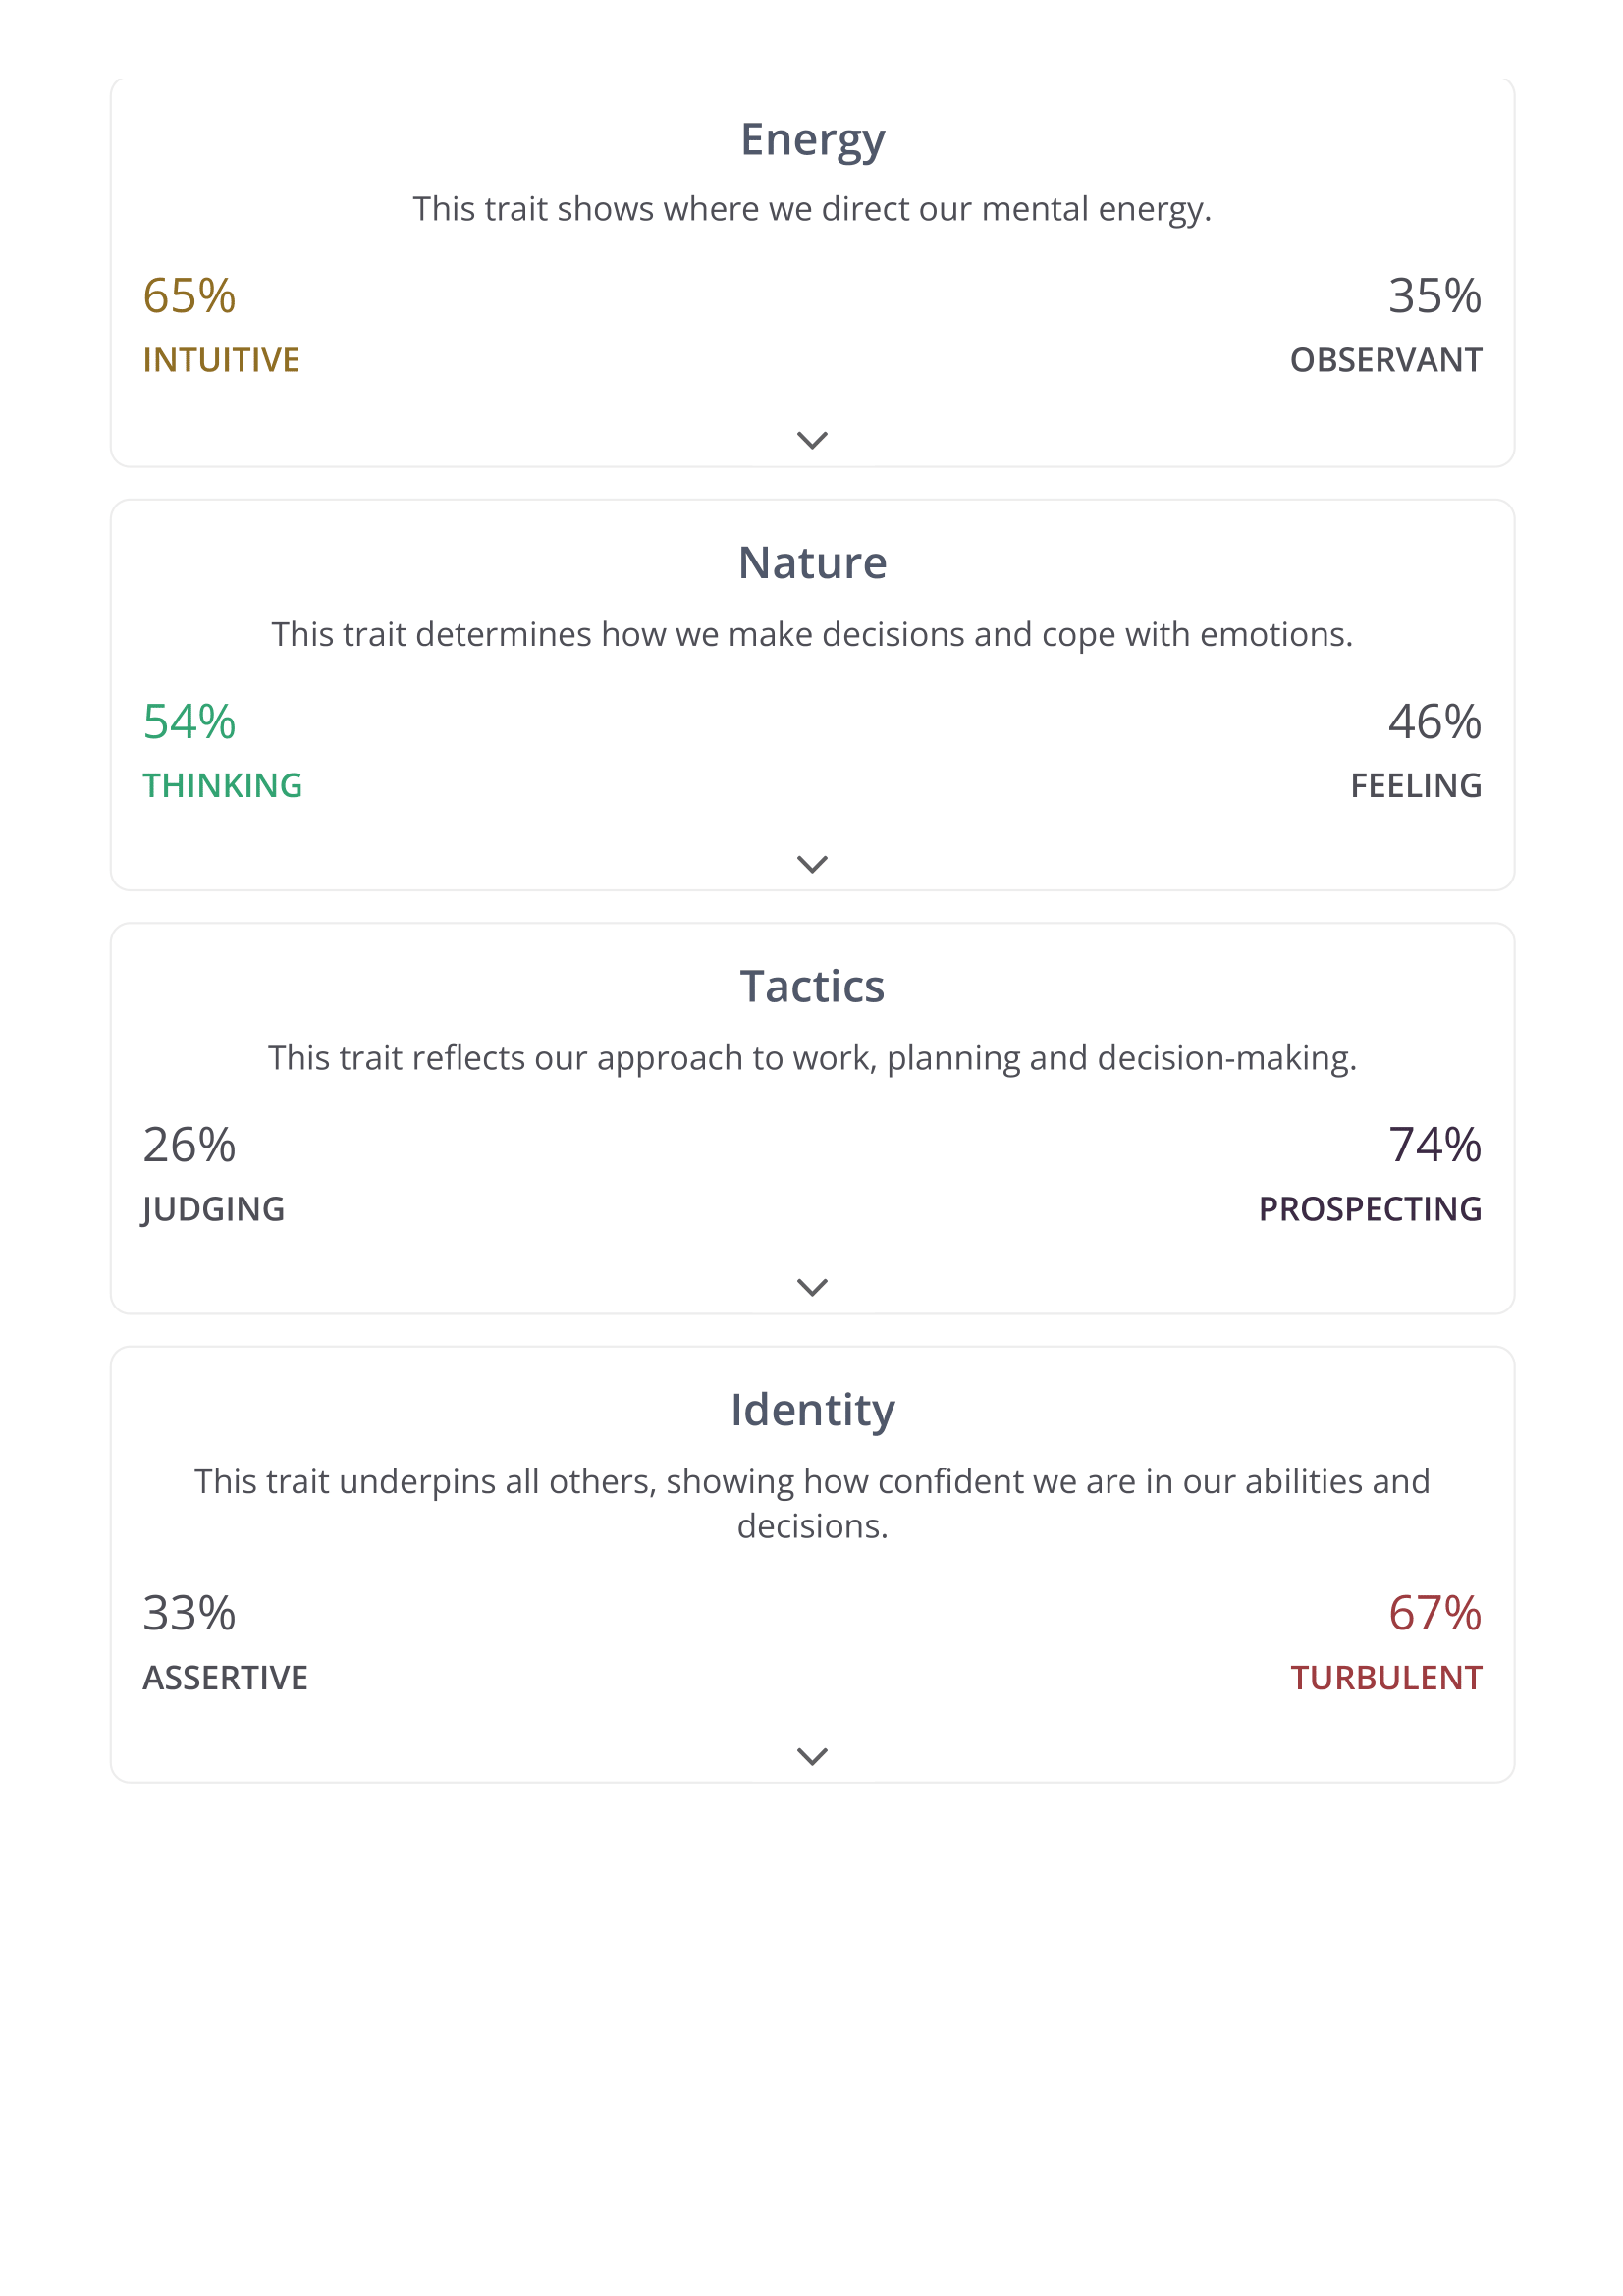 Energy
This trait shows where we direct our mental energy.
65%
35%
INTUITIVE
OBSERVANT
Nature
This trait determines how we make decisions and cope with emotions.
54%
46%
THINKING
FEELING
Tactics
This trait reflects our approach to work, planning and decision-making.
26%
74%
JUDGING
PROSPECTING
Identity
This trait underpins all others, showing how confident we are in our abilities and
decisions.
33%
67%
ASSERTIVE
TURBULENT